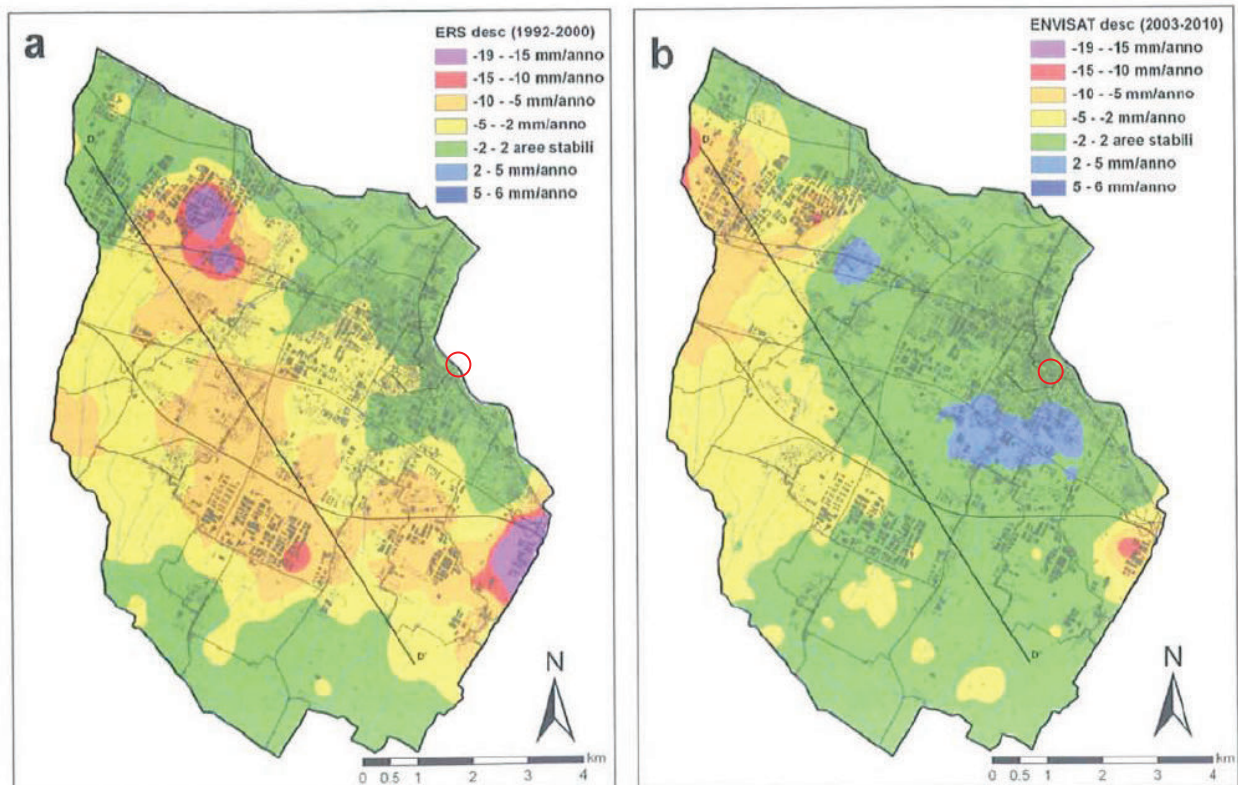 a
ERS desc (1992-2000)
-19 - -15 mm/anno
-15 - -10 mm/anno
-10 - -5 mm/anno
-5 - -2 mm/anno
-2 - 2 aree stabili
2 - 5 mm/anno
5 - 6 mm/anno
D
D'
N
km
0 0.5 1 2 3 4
b
ENVISAT desc (2003-2010)
-19 - -15 mm/anno
-15 - -10 mm/anno
-10 - -5 mm/anno
-5 - -2 mm/anno
-2 - 2 aree stabili
2 - 5 mm/anno
5 - 6 mm/anno
D
D'
N
km
0 0.5 1 2 3 4